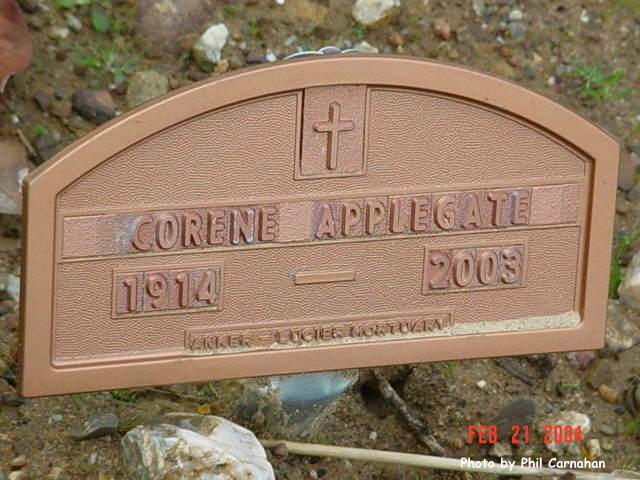 CORENE APPLEGATE
1914 — 2003
ANKER - LUCIER MORTUARY
FEB 21 2004
Photo by Phil Carnahan